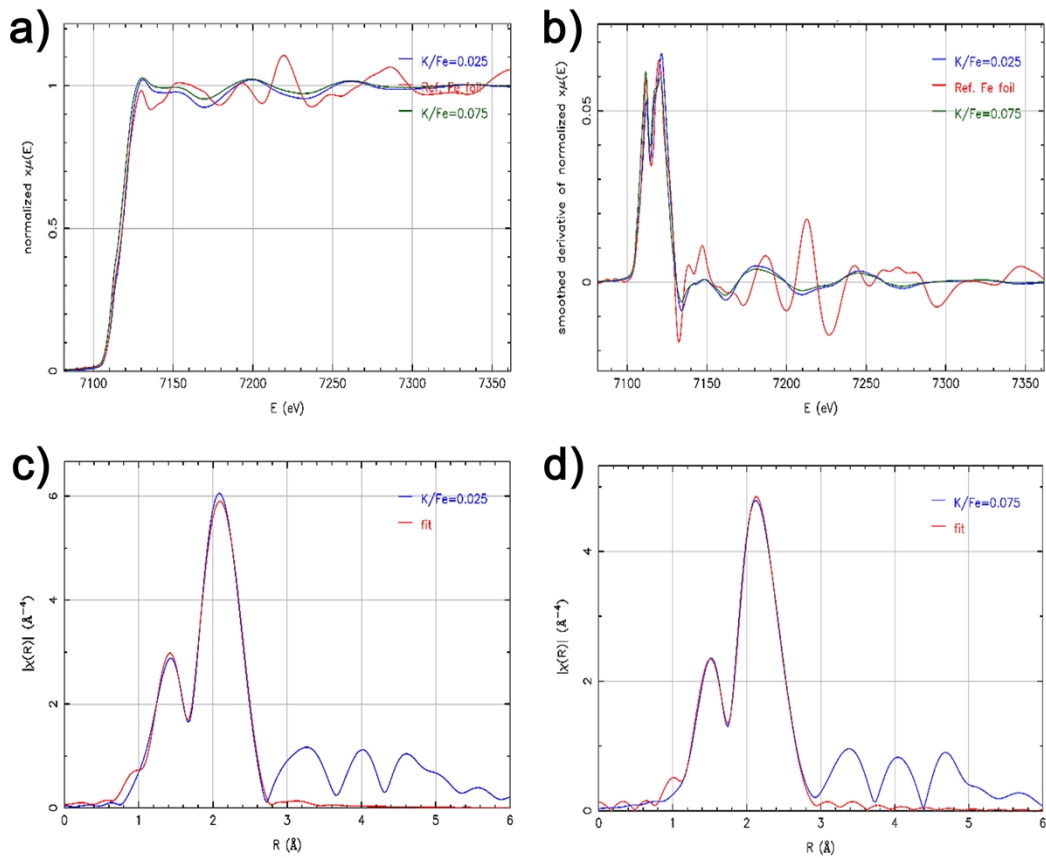 a)
normalized xμ(E)
0
0.5
1
K/Fe=0.025
Ref. Fe foil
K/Fe=0.075
7100
7150
7200
7250
7300
7350
E (eV)
b)
smoothed derivative of normalized xμ(E)
0
0.05
K/Fe=0.025
Ref. Fe foil
K/Fe=0.075
7100
7150
7200
7250
7300
7350
E (eV)
c)
|χ(R)| (Å⁻⁴)
0
2
4
6
K/Fe=0.025
fit
0
1
2
3
4
5
6
R (Å)
d)
|χ(R)| (Å⁻⁴)
0
2
4
K/Fe=0.075
fit
0
1
2
3
4
5
6
R (Å)